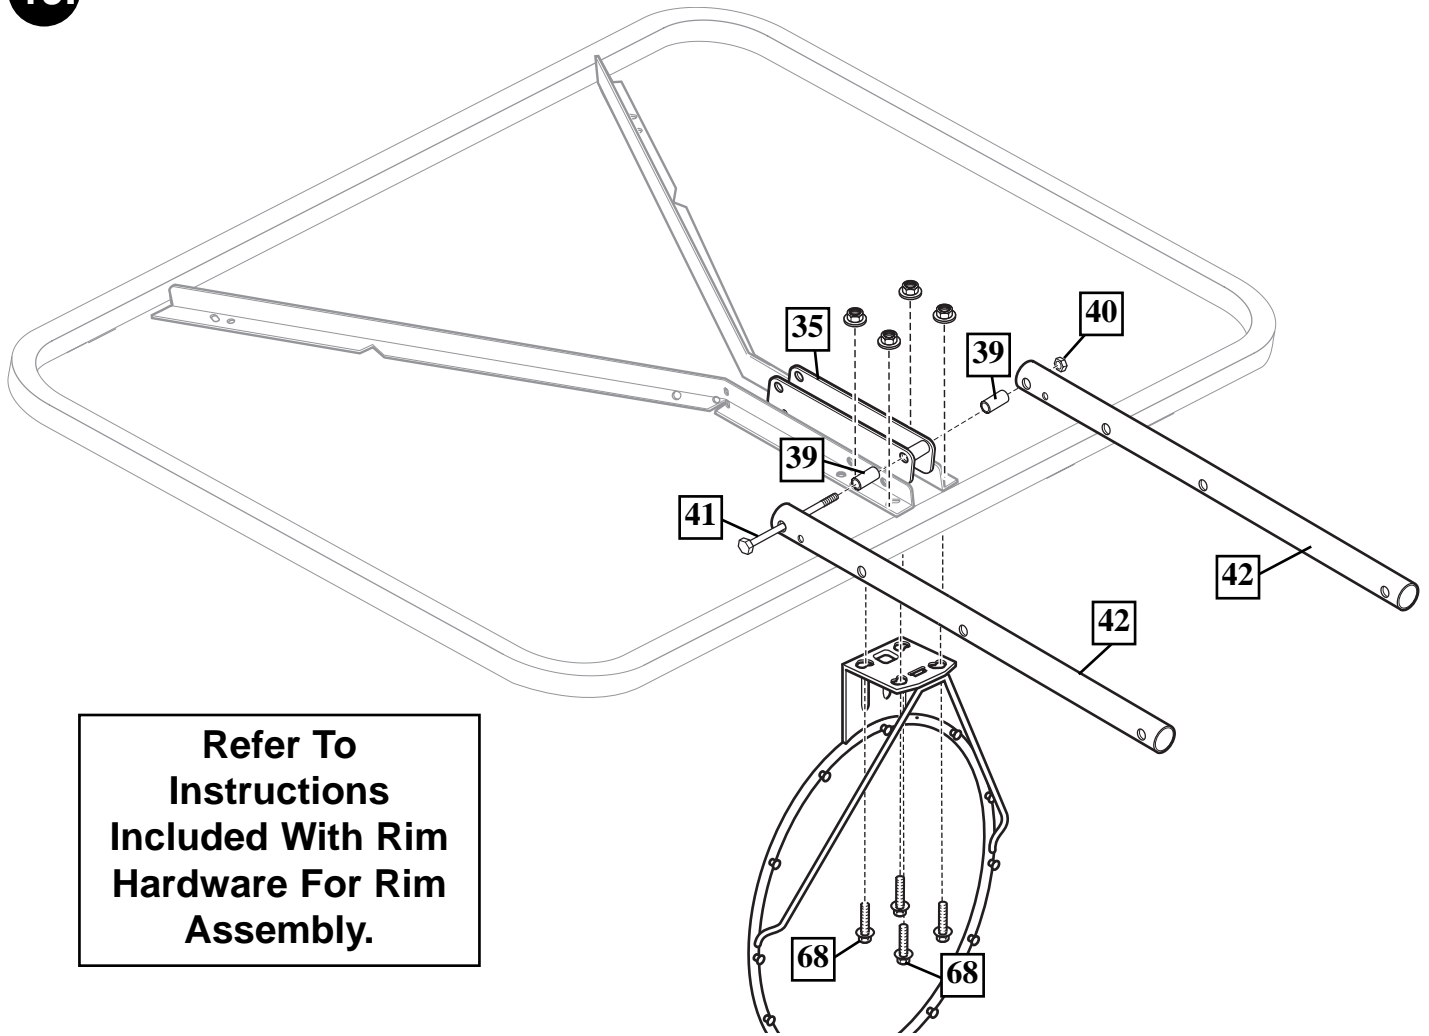 35
40
39
39
41
42
42
Refer To
Instructions
Included With Rim
Hardware For Rim
Assembly.
68
68